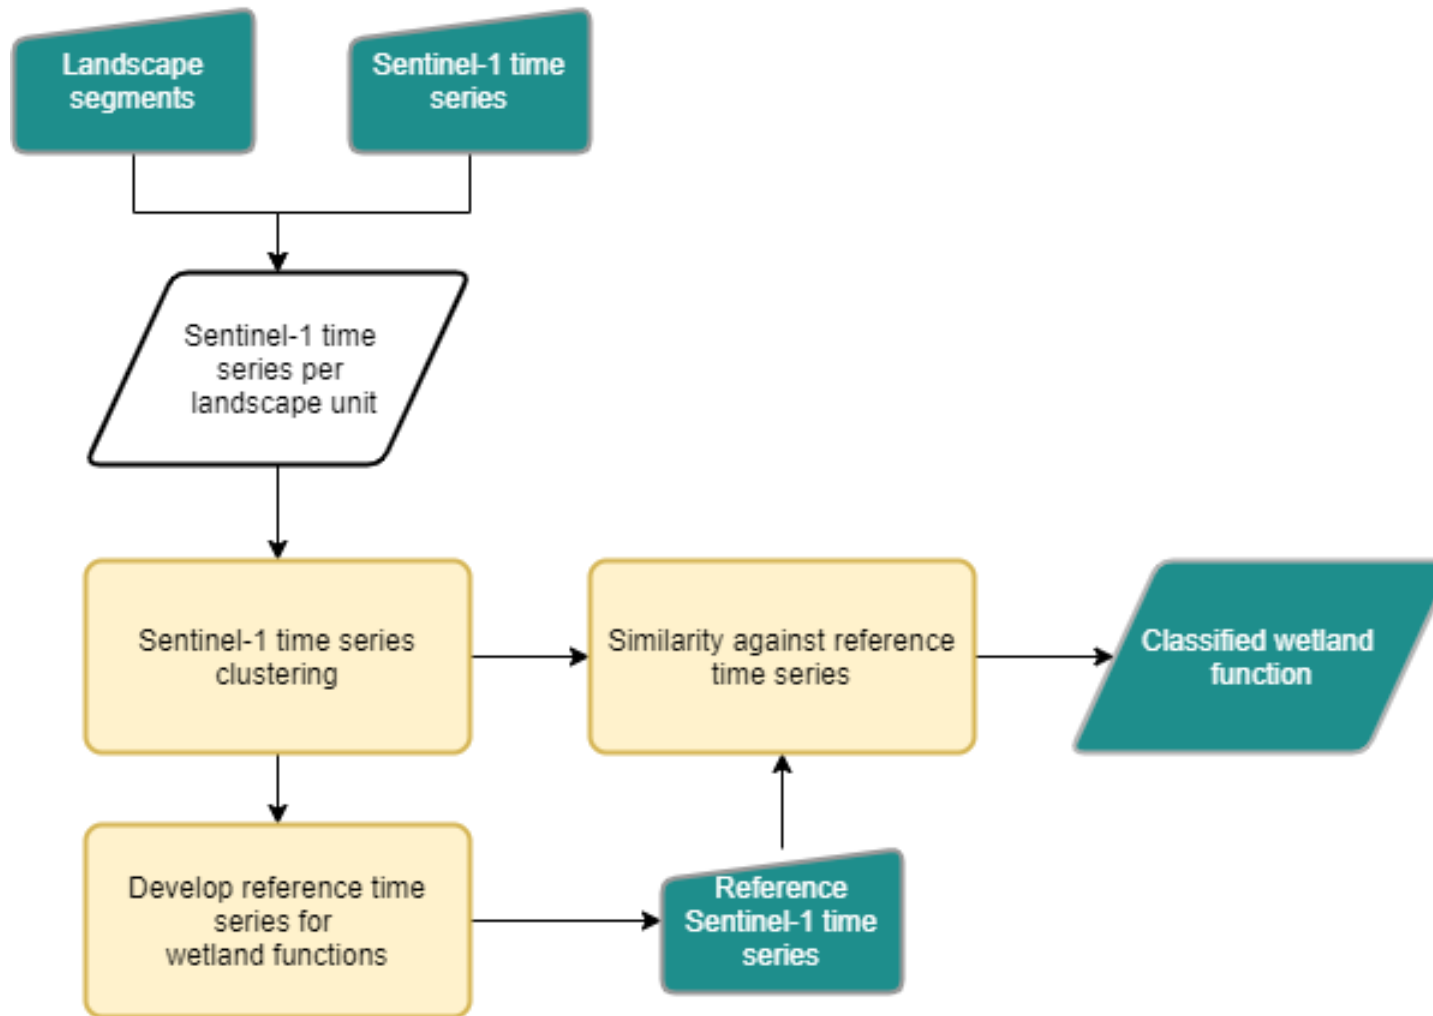 Landscape
segments
Sentinel-1 time
series
Sentinel-1 time
series per
landscape unit
Sentinel-1 time series
clustering
Similarity against reference
time series
Classified wetland
function
Develop reference time
series for
wetland functions
Reference
Sentinel-1 time
series